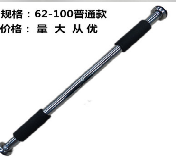 规格：62-100普通款
价格： 量 大 从 优